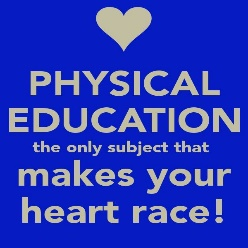 PHYSICAL
EDUCATION
the only subject that
makes your
heart race!